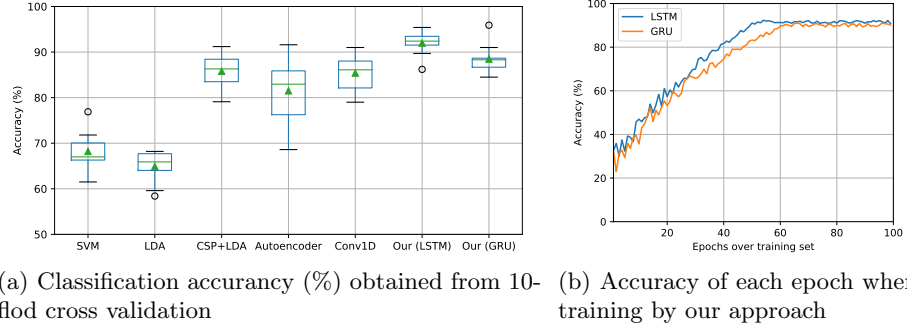 100
90
80
70
60
50
Accuracy (%)
SVM
LDA
CSP+LDA
Autoencoder
Conv1D
Our (LSTM)
Our (GRU)
100
80
60
40
20
0
Accuracy (%)
LSTM
GRU
20
40
60
80
100
Epochs over training set
(a) Classification accurancy (%) obtained from 10-
flod cross validation
(b) Accuracy of each epoch when
training by our approach